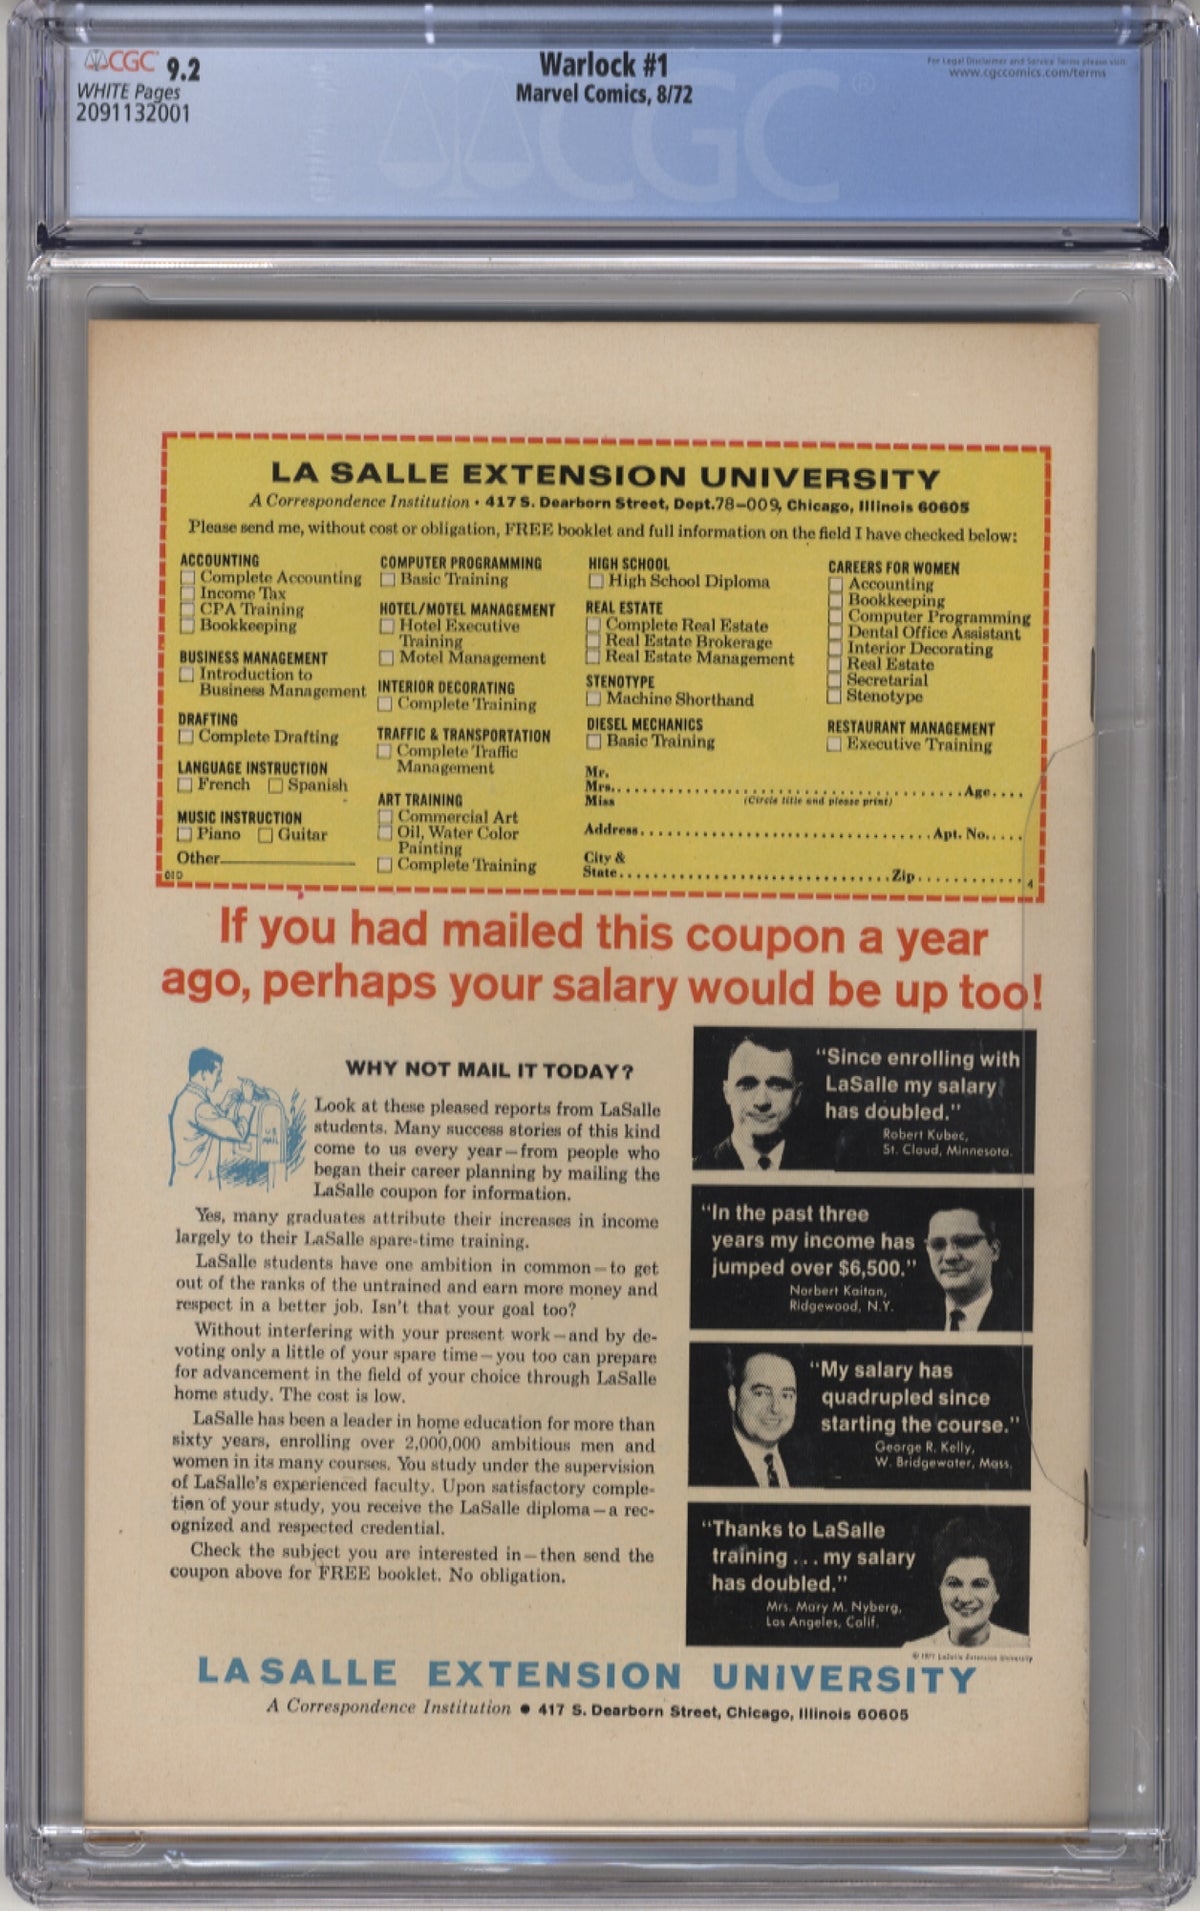 CGC 9.2
WHITE Pages
2091132001
Warlock #1
Marvel Comics, 8/72
For Legal Disclaimer and Service Terms please visit
www.cgccomics.com/terms
CGC®
LA SALLE EXTENSION UNIVERSITY
A Correspondence Institution • 417 S. Dearborn Street, Dept.78-009, Chicago, Illinois 60605
Please send me, without cost or obligation, FREE booklet and full information on the field I have checked below:
ACCOUNTING
Complete Accounting
Income Tax
CPA Training
Bookkeeping
BUSINESS MANAGEMENT
Introduction to
Business Management
DRAFTING
Complete Drafting
LANGUAGE INSTRUCTION
French Spanish
MUSIC INSTRUCTION
Piano Guitar
Other
01D
COMPUTER PROGRAMMING
Basic Training
HOTEL/MOTEL MANAGEMENT
Hotel Executive
Training
Motel Management
INTERIOR DECORATING
Complete Training
TRAFFIC & TRANSPORTATION
Complete Traffic
Management
ART TRAINING
Commercial Art
Oil, Water Color
Painting
Complete Training
HIGH SCHOOL
High School Diploma
REAL ESTATE
Complete Real Estate
Real Estate Brokerage
Real Estate Management
STENOTYPE
Machine Shorthand
DIESEL MECHANICS
Basic Training
CAREERS FOR WOMEN
Accounting
Bookkeeping
Computer Programming
Dental Office Assistant
Interior Decorating
Real Estate
Secretarial
Stenotype
RESTAURANT MANAGEMENT
Executive Training
Mr.
Mrs. Age
Miss (Circle title and please print)
Address Apt. No.
City &
State Zip
4
If you had mailed this coupon a year
ago, perhaps your salary would be up too!
WHY NOT MAIL IT TODAY?
U.S.
MAIL
Look at these pleased reports from LaSalle
students. Many success stories of this kind
come to us every year—from people who
began their career planning by mailing the
LaSalle coupon for information.
Yes, many graduates attribute their increases in income
largely to their LaSalle spare-time training.
LaSalle students have one ambition in common—to get
out of the ranks of the untrained and earn more money and
respect in a better job. Isn't that your goal too?
Without interfering with your present work—and by de-
voting only a little of your spare time—you too can prepare
for advancement in the field of your choice through LaSalle
home study. The cost is low.
LaSalle has been a leader in home education for more than
sixty years, enrolling over 2,000,000 ambitious men and
women in its many courses. You study under the supervision
of LaSalle's experienced faculty. Upon satisfactory comple-
tion of your study, you receive the LaSalle diploma—a rec-
ognized and respected credential.
Check the subject you are interested in—then send the
coupon above for FREE booklet. No obligation.
"Since enrolling with
LaSalle my salary
has doubled."
Robert Kubec,
St. Cloud, Minnesota.
"In the past three
years my income has
jumped over $6,500."
Norbert Kaitan,
Ridgewood, N.Y.
"My salary has
quadrupled since
starting the course."
George R. Kelly,
W. Bridgewater, Mass.
"Thanks to LaSalle
training . . . my salary
has doubled."
Mrs. Mary M. Nyberg,
Los Angeles, Calif.
© 1971 LaSalle Extension University
LA SALLE EXTENSION UNIVERSITY
A Correspondence Institution • 417 S. Dearborn Street, Chicago, Illinois 60605